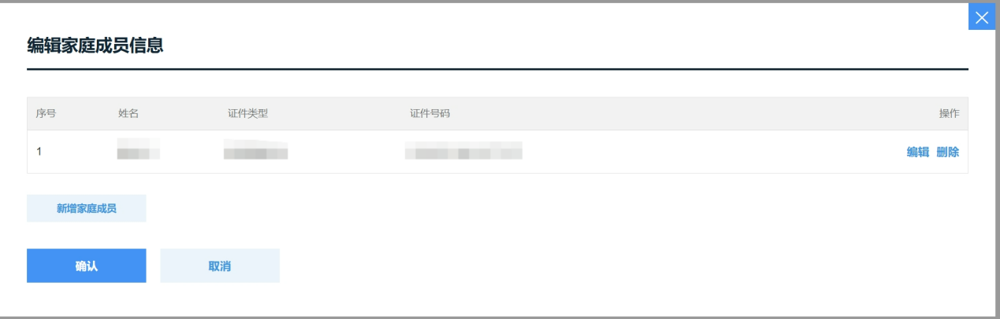 编辑家庭成员信息
序号 姓名 证件类型 证件号码 操作
1 编辑 删除
新增家庭成员
确认 取消